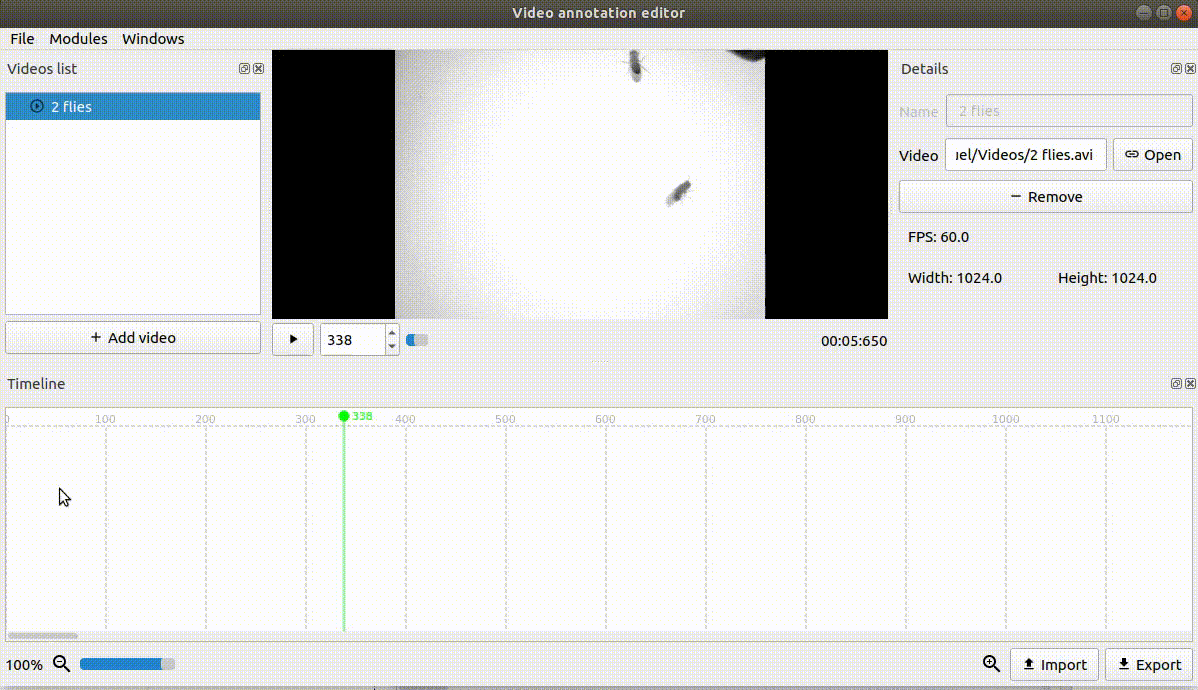 Video annotation editor
File Modules Windows
Videos list
2 flies
+ Add video
338
00:05:650
Details
Name 2 flies
Video ıel/Videos/2 flies.avi Open
− Remove
FPS: 60.0
Width: 1024.0 Height: 1024.0
Timeline
0 100 200 300 338 400 500 600 700 800 900 1000 1100
100% Import Export